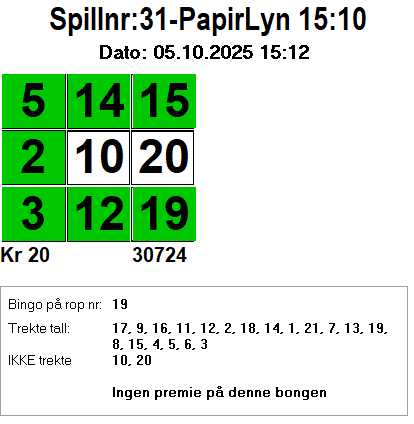 Spillnr:31-PapirLyn 15:10
Dato: 05.10.2025 15:12
5 14 15
2 10 20
3 12 19
Kr 20 30724
Bingo på rop nr: 19
Trekte tall: 17, 9, 16, 11, 12, 2, 18, 14, 1, 21, 7, 13, 19,
8, 15, 4, 5, 6, 3
IKKE trekte 10, 20
Ingen premie på denne bongen